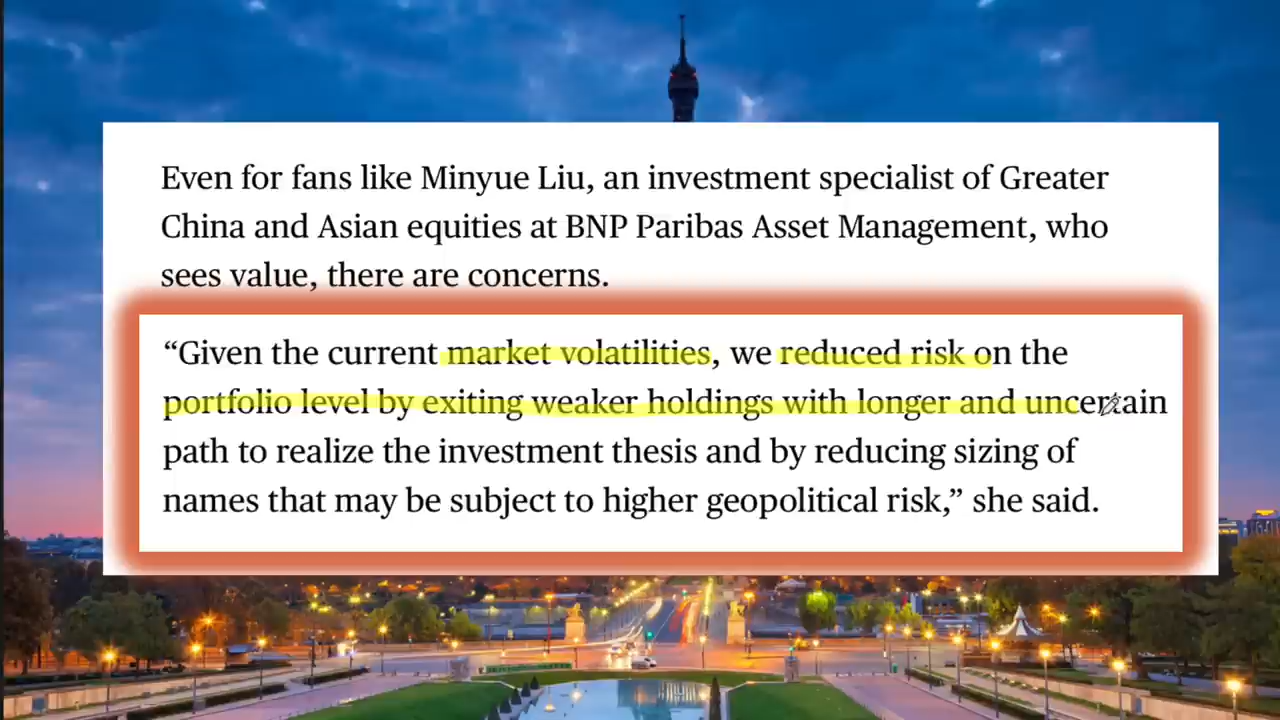 Even for fans like Minyue Liu, an investment specialist of Greater
China and Asian equities at BNP Paribas Asset Management, who
sees value, there are concerns.
“Given the current market volatilities, we reduced risk on the
portfolio level by exiting weaker holdings with longer and uncertain
path to realize the investment thesis and by reducing sizing of
names that may be subject to higher geopolitical risk,” she said.